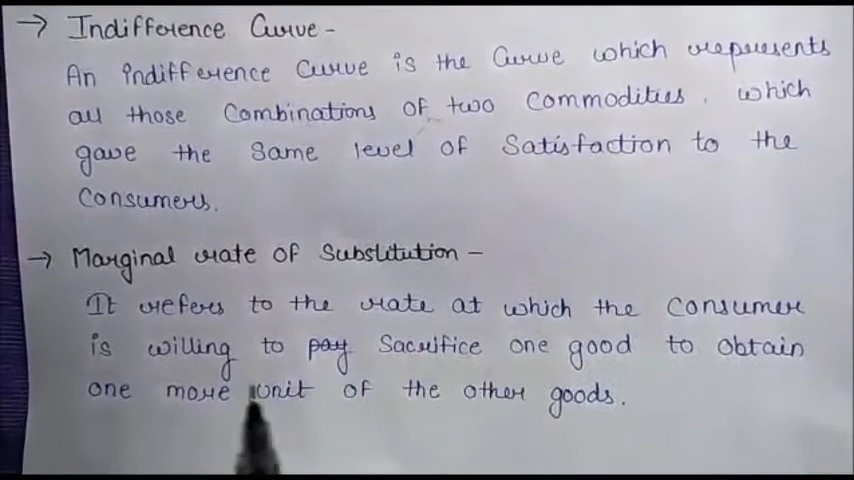 → Indifference Curve -
An indifference Curve is the Curve which represents
all those Combinations of two Commodities, which
gave the Same level of Satisfaction to the
Consumers.
→ Marginal rate of Substitution -
It refers to the rate at which the Consumer
is willing to pay Sacrifice one good to obtain
one more unit of the other goods.